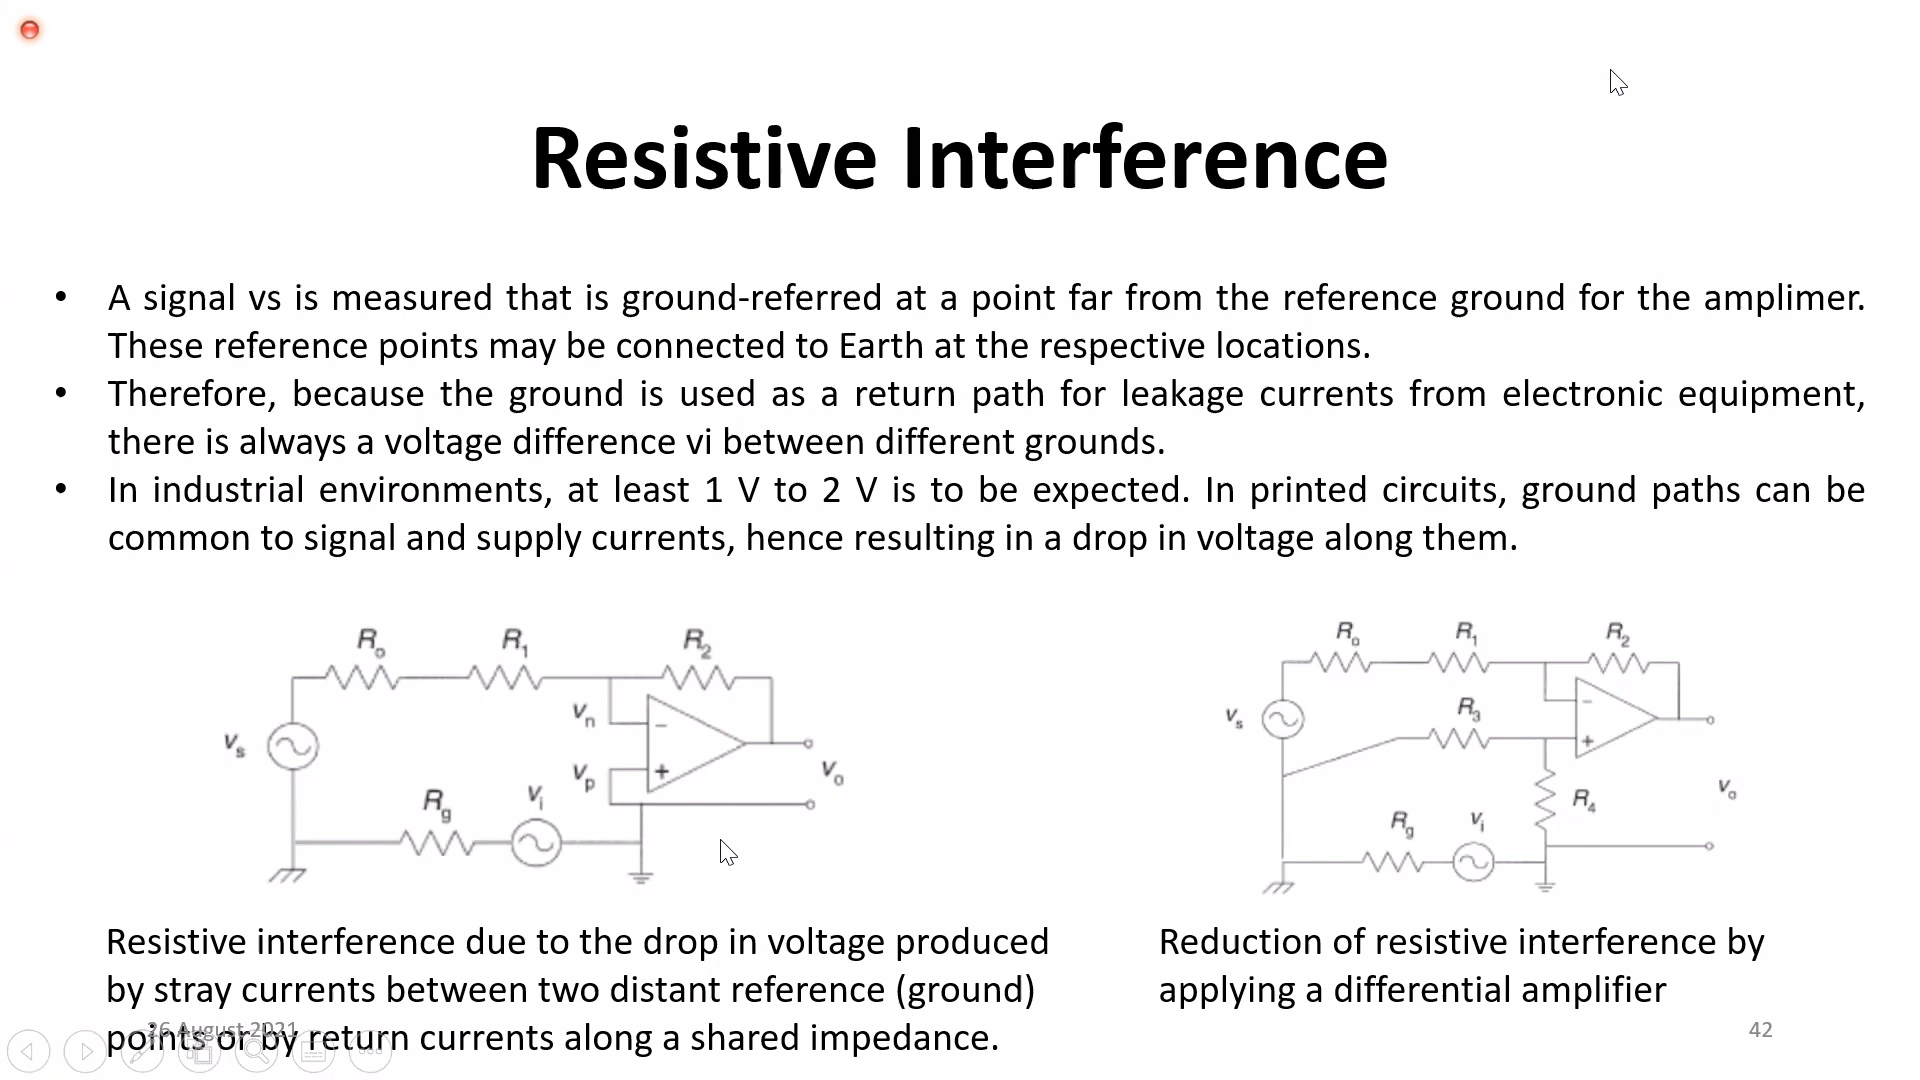 Resistive Interference
• A signal vs is measured that is ground-referred at a point far from the reference ground for the amplimer.
These reference points may be connected to Earth at the respective locations.
• Therefore, because the ground is used as a return path for leakage currents from electronic equipment,
there is always a voltage difference vi between different grounds.
• In industrial environments, at least 1 V to 2 V is to be expected. In printed circuits, ground paths can be
common to signal and supply currents, hence resulting in a drop in voltage along them.
Ro R1 R2
vn
−
vs
vp
+
vo
Rg vi
Ro R1 R2
vs
−
R3
+
R4
vo
Rg vi
Resistive interference due to the drop in voltage produced
by stray currents between two distant reference (ground)
points or by return currents along a shared impedance.
Reduction of resistive interference by
applying a differential amplifier
26 August 2021
42